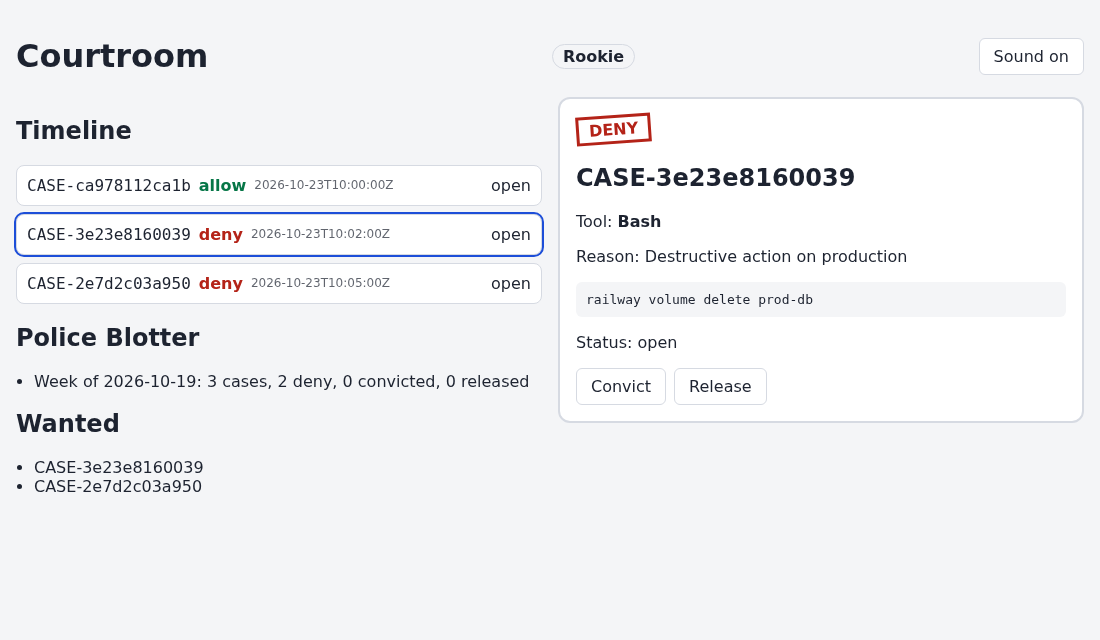 Courtroom
Rookie
Sound on
Timeline
CASE-ca978112ca1b allow 2026-10-23T10:00:00Z open
CASE-3e23e8160039 deny 2026-10-23T10:02:00Z open
CASE-2e7d2c03a950 deny 2026-10-23T10:05:00Z open
Police Blotter
• Week of 2026-10-19: 3 cases, 2 deny, 0 convicted, 0 released
Wanted
• CASE-3e23e8160039
• CASE-2e7d2c03a950
DENY
CASE-3e23e8160039
Tool: Bash
Reason: Destructive action on production
railway volume delete prod-db
Status: open
Convict
Release